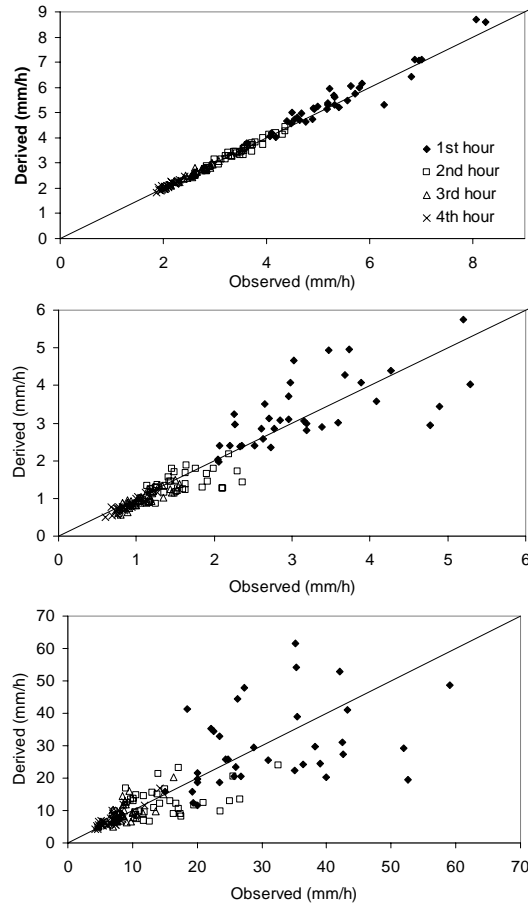 9
8
7
6
5
4
3
2
1
0
Derived (mm/h)
1st hour
2nd hour
3rd hour
4th hour
0 2 4 6 8
Observed (mm/h)
6
5
4
3
2
1
0
Derived (mm/h)
0 1 2 3 4 5 6
Observed (mm/h)
70
60
50
40
30
20
10
0
Derived (mm/h)
0 10 20 30 40 50 60 70
Observed (mm/h)